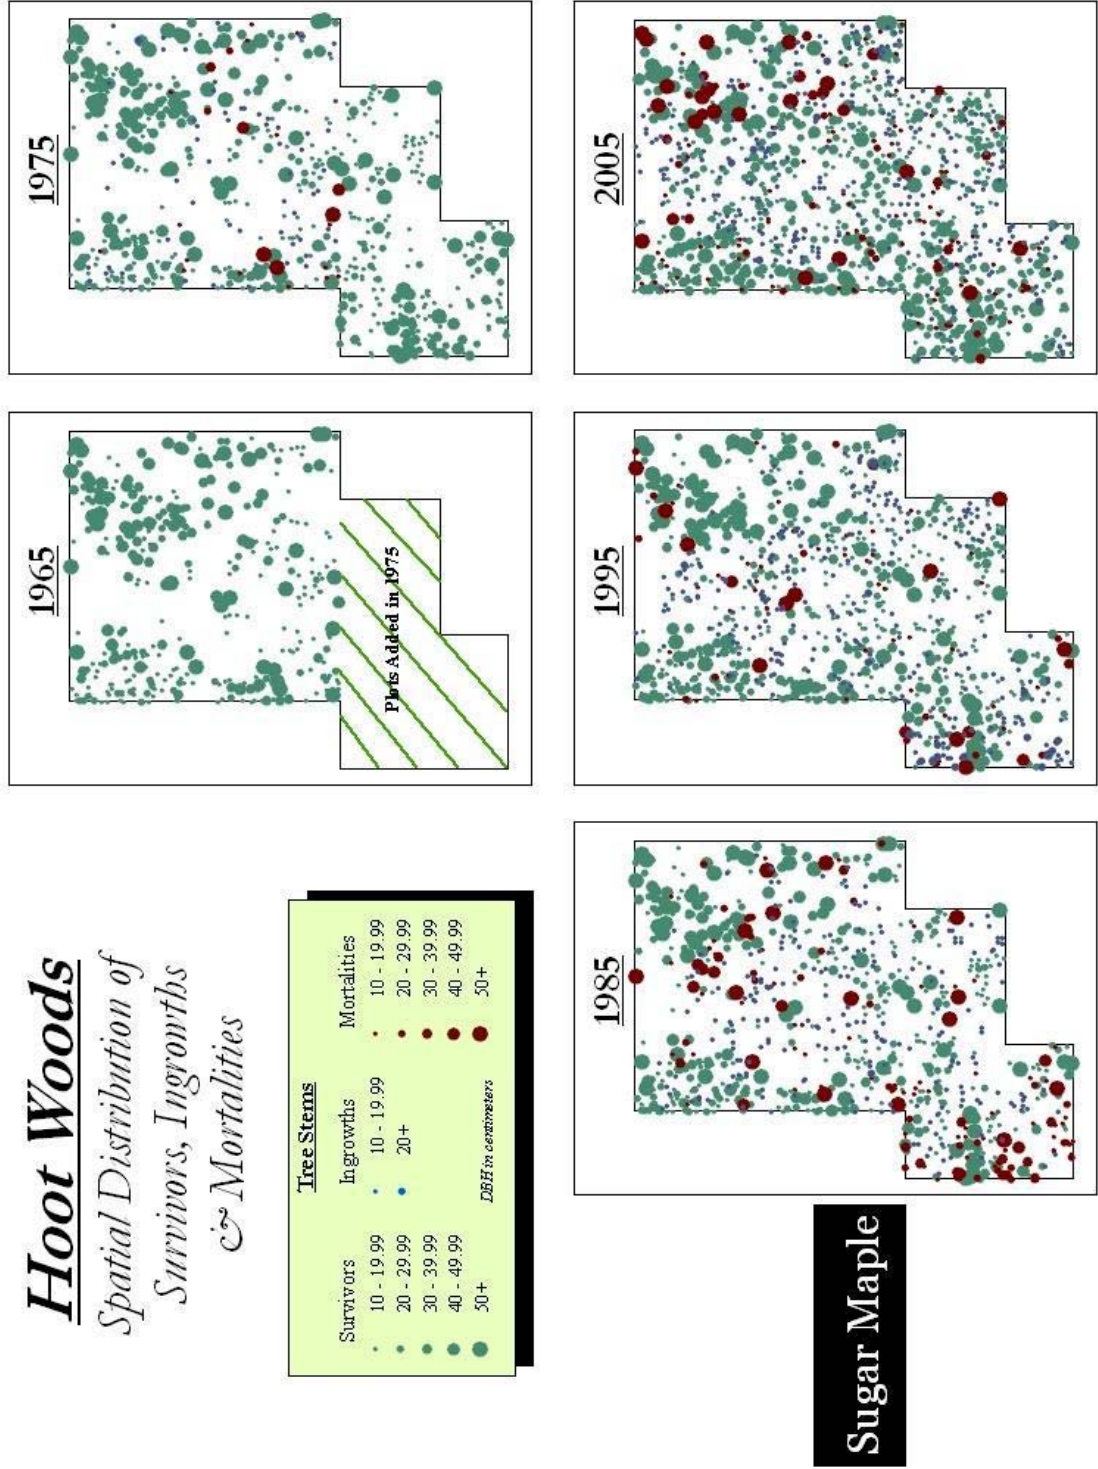 Hoot Woods
Spatial Distribution of
Survivors, Ingrowths
& Mortalities
1965
Plots Added in 1975
1975
Tree Stems
Survivors Ingrowths Mortalities
10 - 19.99 10 - 19.99 10 - 19.99
20 - 29.99 20+ 20 - 29.99
30 - 39.99 30 - 39.99
40 - 49.99 40 - 49.99
50+ 50+
DBH in centimeters
Sugar Maple
1985
1995
2005